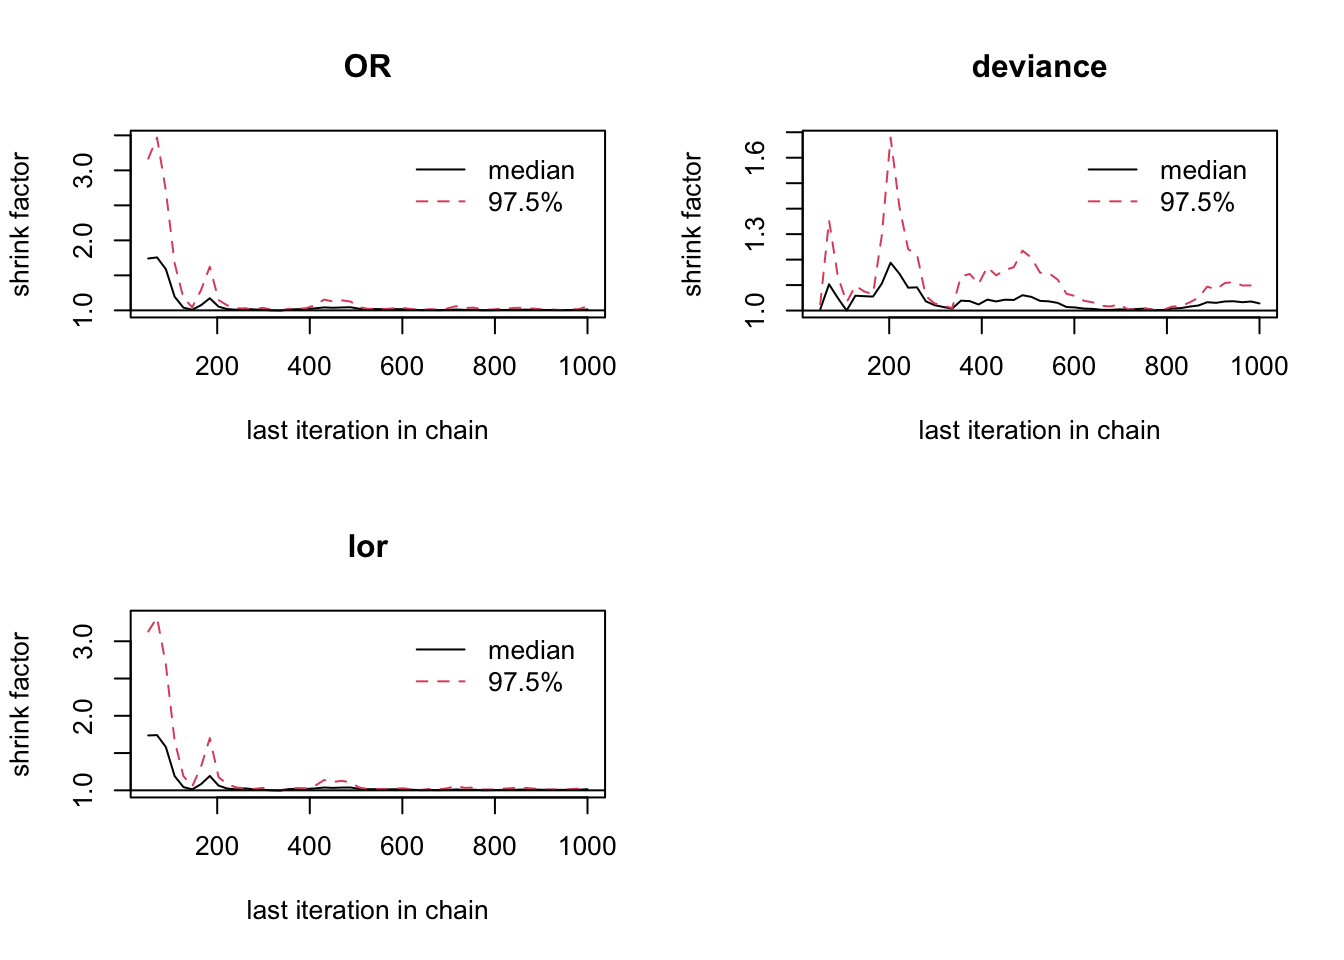 OR
shrink factor
1.0 2.0 3.0
median
97.5%
200 400 600 800 1000
last iteration in chain
deviance
shrink factor
1.0 1.3 1.6
median
97.5%
200 400 600 800 1000
last iteration in chain
lor
shrink factor
1.0 2.0 3.0
median
97.5%
200 400 600 800 1000
last iteration in chain